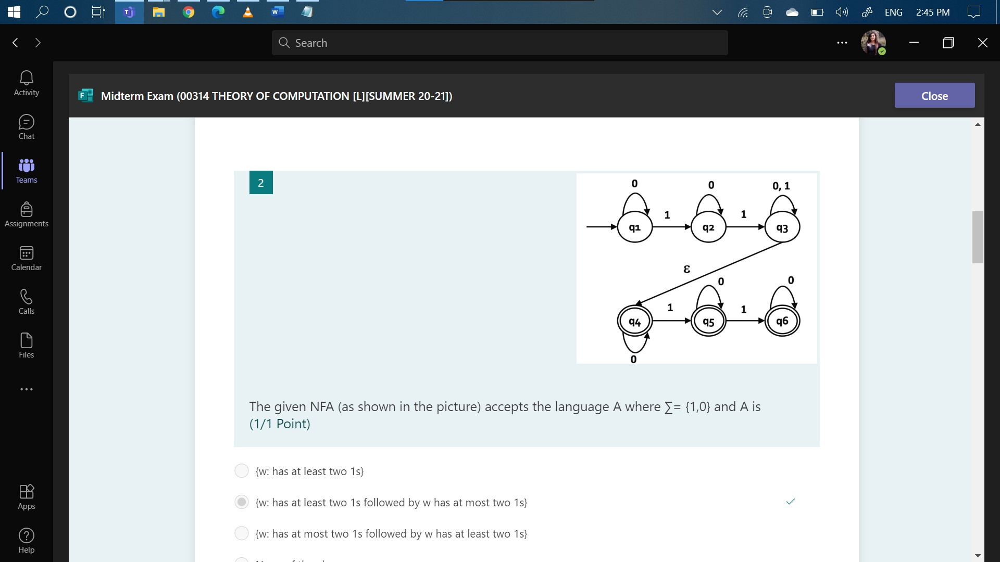 ENG 2:45 PM
Search
Activity
Chat
Teams
Assignments
Calendar
Calls
Files
Apps
Help
Midterm Exam (00314 THEORY OF COMPUTATION [L][SUMMER 20-21])
Close
2
0 0 0, 1
1 1
q1 q2 q3
ε
0 0
1 1
q4 q5 q6
0
The given NFA (as shown in the picture) accepts the language A where ∑= {1,0} and A is
(1/1 Point)
{w: has at least two 1s}
{w: has at least two 1s followed by w has at most two 1s}
{w: has at most two 1s followed by w has at least two 1s}